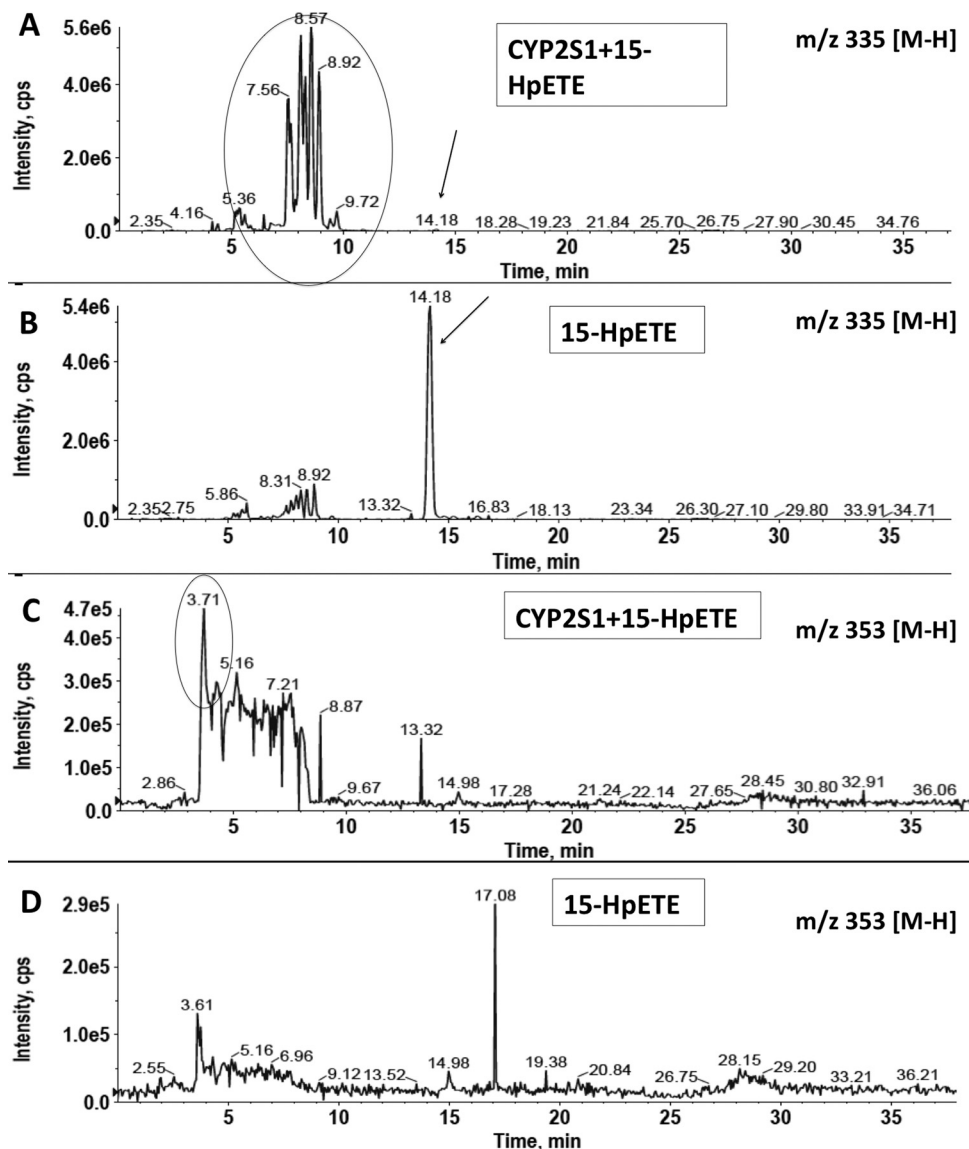 A
5.6e6
4.0e6
2.0e6
0.0
Intensity, cps
2.35
4.16
5.36
7.56
8.57
8.92
9.72
14.18
18.28
19.23
21.84
25.70
26.75
27.90
30.45
34.76
CYP2S1+15-
HpETE
m/z 335 [M-H]
5 10 15 20 25 30 35
Time, min
B
5.4e6
4.0e6
2.0e6
0.0
Intensity, cps
2.35
2.75
5.86
8.31
8.92
13.32
14.18
16.83
18.13
23.34
26.30
27.10
29.80
33.91
34.71
15-HpETE
m/z 335 [M-H]
5 10 15 20 25 30 35
Time, min
C
4.7e5
4.0e5
3.0e5
2.0e5
1.0e5
0.0
Intensity, cps
2.86
3.71
5.16
7.21
8.87
9.67
13.32
14.98
17.28
21.24
22.14
27.65
28.45
30.80
32.91
36.06
CYP2S1+15-HpETE
m/z 353 [M-H]
5 10 15 20 25 30 35
Time, min
D
2.9e5
2.0e5
1.0e5
0.0
Intensity, cps
2.55
3.61
5.16
6.96
9.12
13.52
14.98
17.08
19.38
20.84
26.75
28.15
29.20
33.21
36.21
15-HpETE
m/z 353 [M-H]
5 10 15 20 25 30 35
Time, min